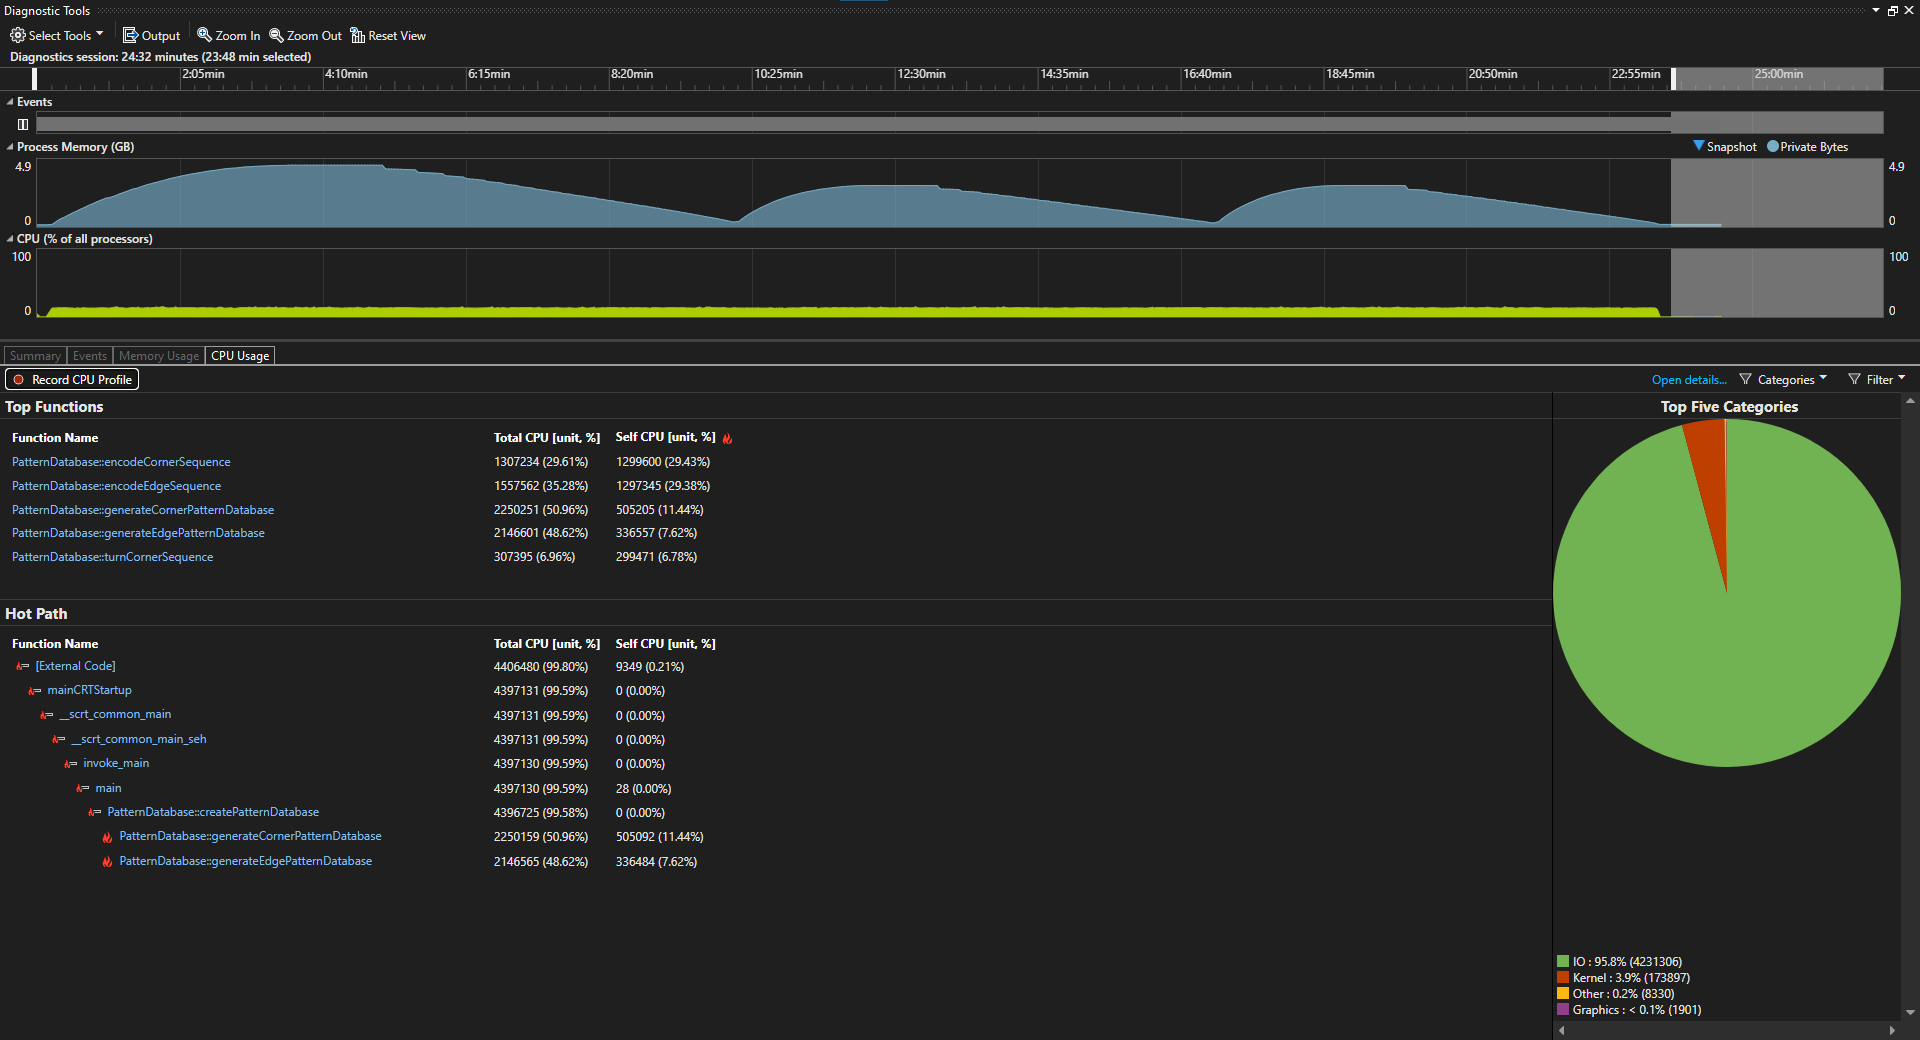 Diagnostic Tools
Select Tools Output Zoom In Zoom Out Reset View
Diagnostics session: 24:32 minutes (23:48 min selected)
2:05min 4:10min 6:15min 8:20min 10:25min 12:30min 14:35min 16:40min 18:45min 20:50min 22:55min 25:00min
Events
Process Memory (GB) Snapshot Private Bytes
4.9 4.9
0 0
CPU (% of all processors)
100 100
0 0
Summary Events Memory Usage CPU Usage
Record CPU Profile Open details... Categories Filter
Top Functions
Function Name Total CPU [unit, %] Self CPU [unit, %]
PatternDatabase::encodeCornerSequence 1307234 (29.61%) 1299600 (29.43%)
PatternDatabase::encodeEdgeSequence 1557562 (35.28%) 1297345 (29.38%)
PatternDatabase::generateCornerPatternDatabase 2250251 (50.96%) 505205 (11.44%)
PatternDatabase::generateEdgePatternDatabase 2146601 (48.62%) 336557 (7.62%)
PatternDatabase::turnCornerSequence 307395 (6.96%) 299471 (6.78%)
Hot Path
Function Name Total CPU [unit, %] Self CPU [unit, %]
[External Code] 4406480 (99.80%) 9349 (0.21%)
mainCRTStartup 4397131 (99.59%) 0 (0.00%)
__scrt_common_main 4397131 (99.59%) 0 (0.00%)
__scrt_common_main_seh 4397131 (99.59%) 0 (0.00%)
invoke_main 4397130 (99.59%) 0 (0.00%)
main 4397130 (99.59%) 28 (0.00%)
PatternDatabase::createPatternDatabase 4396725 (99.58%) 0 (0.00%)
PatternDatabase::generateCornerPatternDatabase 2250159 (50.96%) 505092 (11.44%)
PatternDatabase::generateEdgePatternDatabase 2146565 (48.62%) 336484 (7.62%)
Top Five Categories
IO : 95.8% (4231306)
Kernel : 3.9% (173897)
Other : 0.2% (8330)
Graphics : < 0.1% (1901)